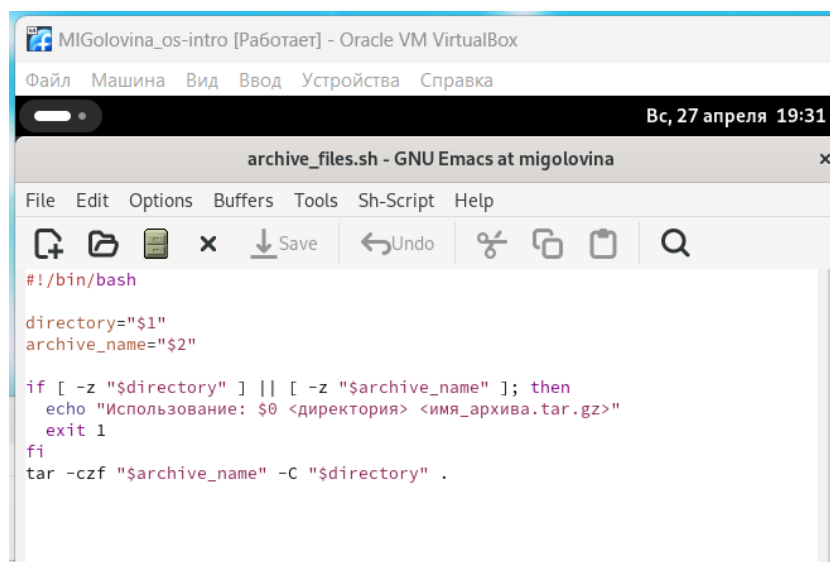 MIGolovina_os-intro [Работает] - Oracle VM VirtualBox
Файл Машина Вид Ввод Устройства Справка
Вс, 27 апреля 19:31
archive_files.sh - GNU Emacs at migolovina
File Edit Options Buffers Tools Sh-Script Help
Save Undo
#!/bin/bash
directory="$1"
archive_name="$2"
if [ -z "$directory" ] || [ -z "$archive_name" ]; then
echo "Использование: $0 <директория> <имя_архива.tar.gz>"
exit 1
fi
tar -czf "$archive_name" -C "$directory" .